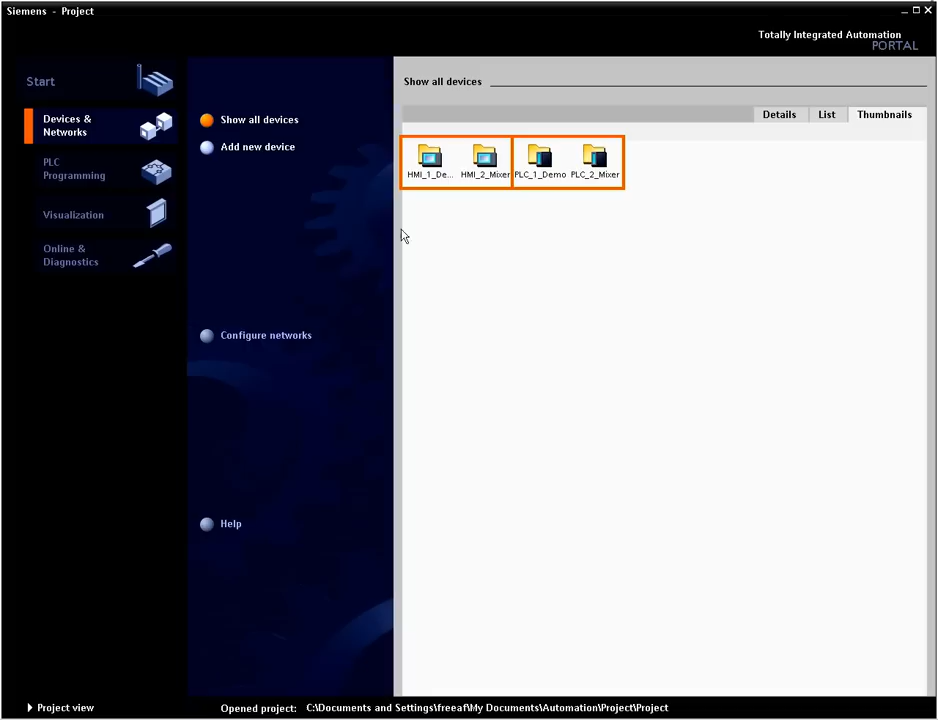 Siemens - Project
Totally Integrated Automation
PORTAL
Start
Devices &
Networks
PLC
Programming
Visualization
Online &
Diagnostics
Show all devices
Add new device
Configure networks
Help
Show all devices
Details
List
Thumbnails
HMI_1_De...
HMI_2_Mixer
PLC_1_Demo
PLC_2_Mixer
Project view
Opened project: C:\Documents and Settings\freeaf\My Documents\Automation\Project\Project